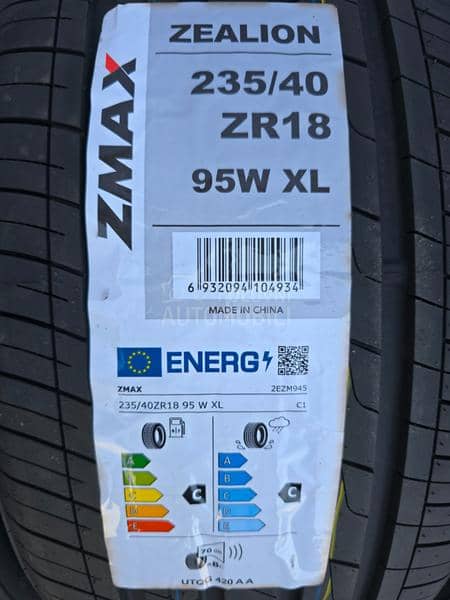 ZMAX
ZEALION
235/40
ZR18
95W XL
6 932094 104934
MADE IN CHINA
ENERG
ZMAX 2EZM945
235/40ZR18 95 W XL C1
A A
B B
C C C C
D D
E E
70 dB
UTQG 420 A A